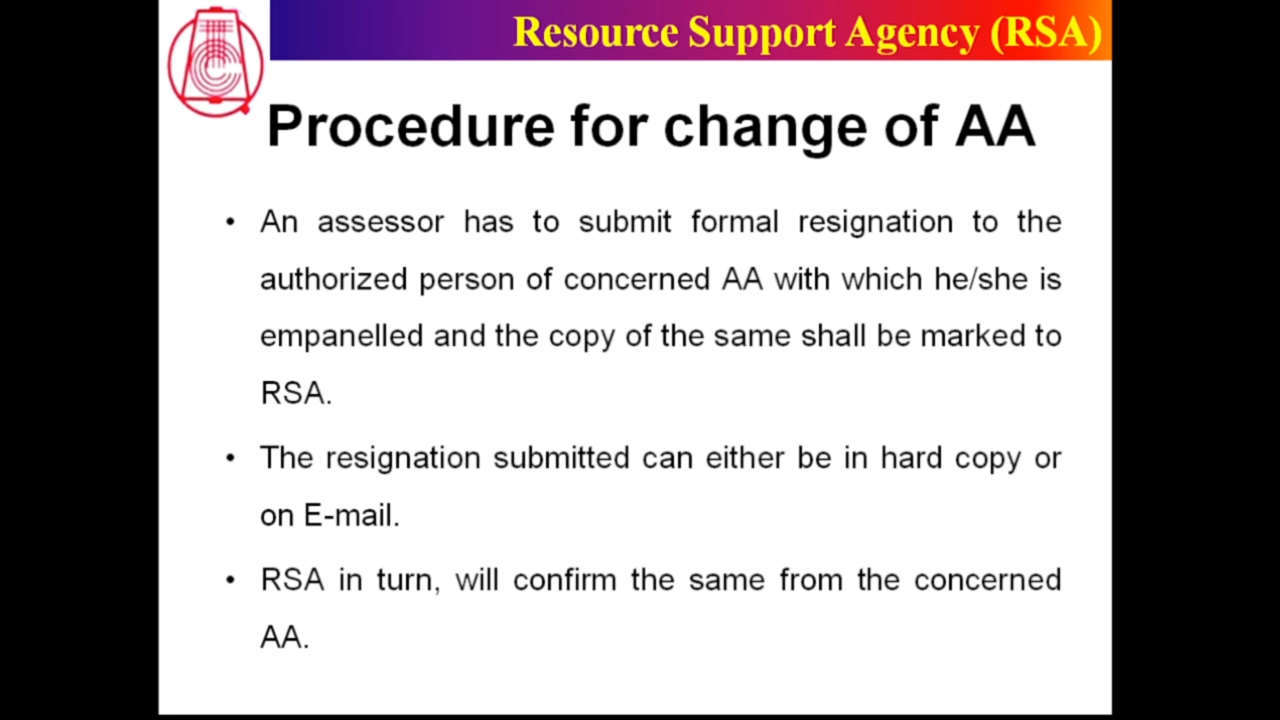 Resource Support Agency (RSA)
Procedure for change of AA
• An assessor has to submit formal resignation to the
authorized person of concerned AA with which he/she is
empanelled and the copy of the same shall be marked to
RSA.
• The resignation submitted can either be in hard copy or
on E-mail.
• RSA in turn, will confirm the same from the concerned
AA.